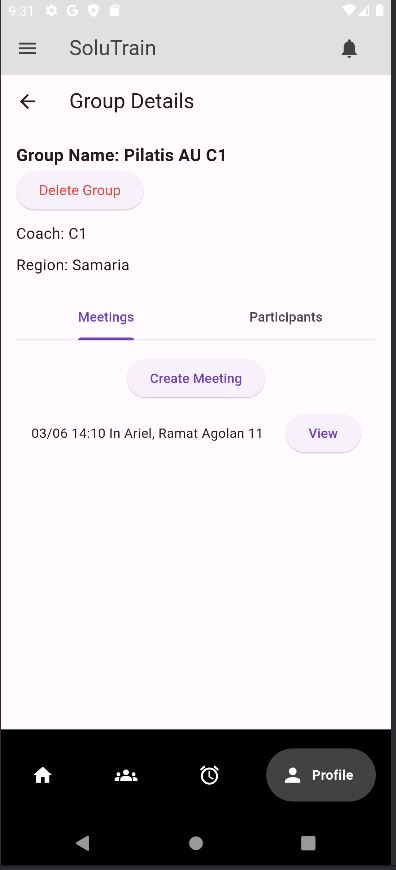 9:31
SoluTrain
Group Details
Group Name: Pilatis AU C1
Delete Group
Coach: C1
Region: Samaria
Meetings Participants
Create Meeting
03/06 14:10 In Ariel, Ramat Agolan 11 View
Profile